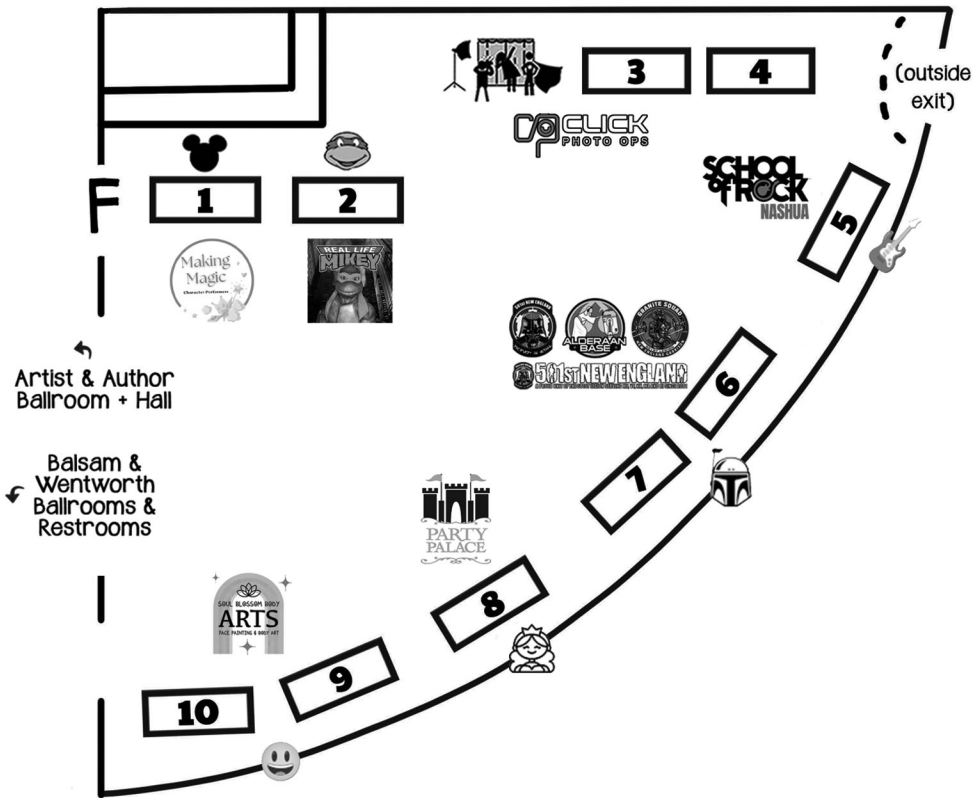 (outside
exit)
3
4
CLICK
PHOTO OPS
F
1
2
SCHOOL
of ROCK
NASHUA
5
Making
Magic
Character Performers
REAL LIFE
MIKEY
ALDERAAN
BASE
GRANITE SQUAD
501st NEW ENGLAND
6
Artist & Author
Ballroom + Hall
Balsam &
Wentworth
Ballrooms &
Restrooms
7
PARTY
PALACE
8
SOUL BLOSSOM BODY
ARTS
FACE PAINTING & BODY ART
9
10